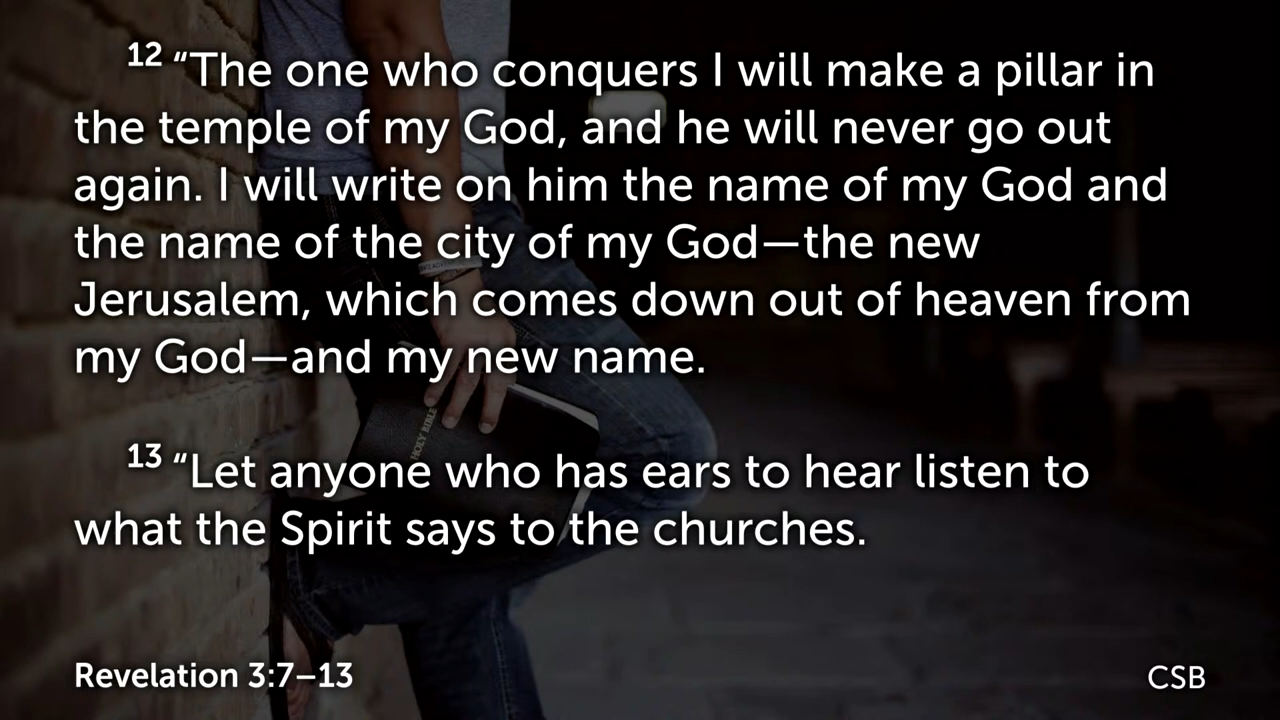 12 “The one who conquers I will make a pillar in
the temple of my God, and he will never go out
again. I will write on him the name of my God and
the name of the city of my God—the new
Jerusalem, which comes down out of heaven from
my God—and my new name.
13 “Let anyone who has ears to hear listen to
what the Spirit says to the churches.
HOLY BIBLE
Revelation 3:7–13
CSB